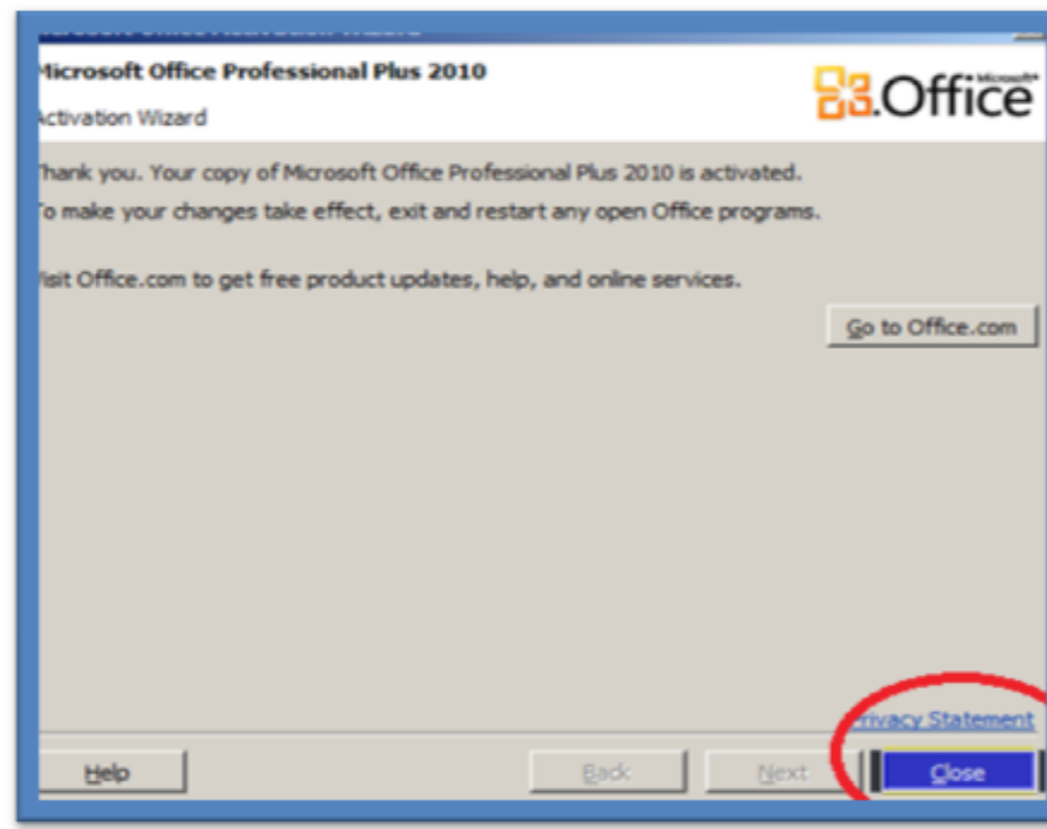 Microsoft Office Professional Plus 2010
Activation Wizard
Microsoft®
Office
Thank you. Your copy of Microsoft Office Professional Plus 2010 is activated.
To make your changes take effect, exit and restart any open Office programs.
Visit Office.com to get free product updates, help, and online services.
Go to Office.com
Privacy Statement
Help Back Next Close